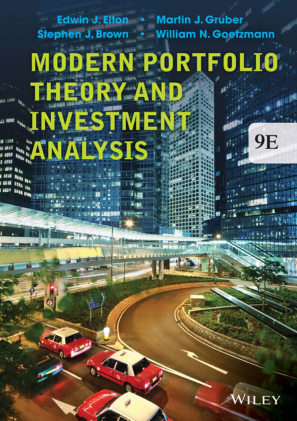 Edwin J. Elton • Martin J. Gruber
Stephen J. Brown • William N. Goetzmann
MODERN PORTFOLIO
THEORY AND
INVESTMENT
ANALYSIS
9E
WILEY